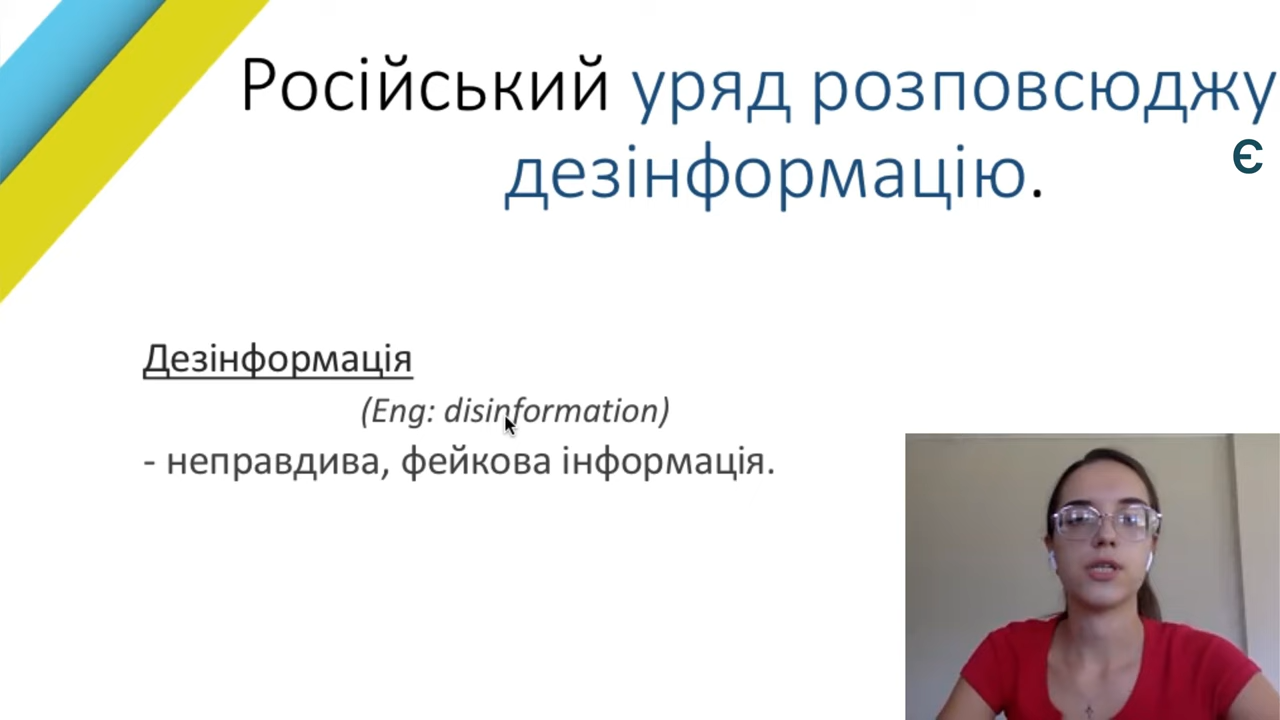 Російський уряд розповсюджу
є
дезінформацію.
Дезінформація
(Eng: disinformation)
- неправдива, фейкова інформація.